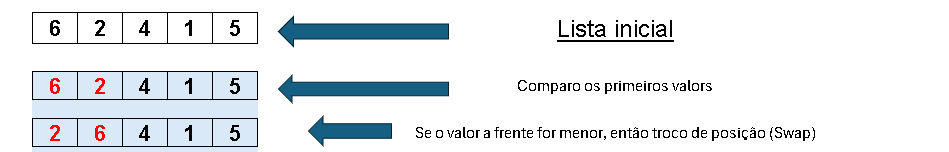 6 2 4 1 5 Lista inicial
6 2 4 1 5 Comparo os primeiros valors
2 6 4 1 5 Se o valor a frente for menor, então troco de posição (Swap)